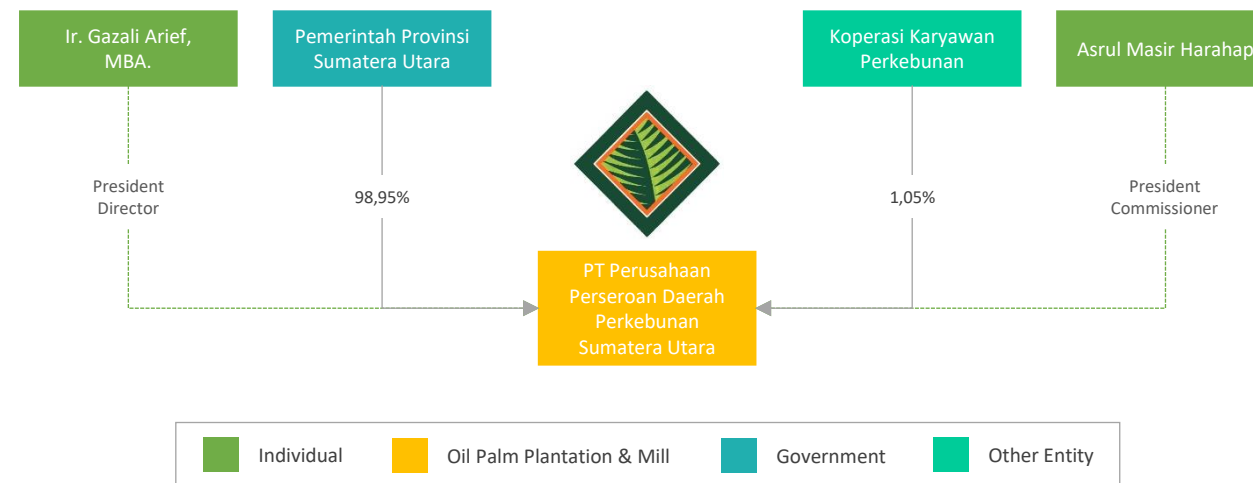 Ir. Gazali Arief,
MBA.
Pemerintah Provinsi
Sumatera Utara
Koperasi Karyawan
Perkebunan
Asrul Masir Harahap
President
Director
98,95%
1,05%
President
Commissioner
PT Perusahaan
Perseroan Daerah
Perkebunan
Sumatera Utara
Individual
Oil Palm Plantation & Mill
Government
Other Entity